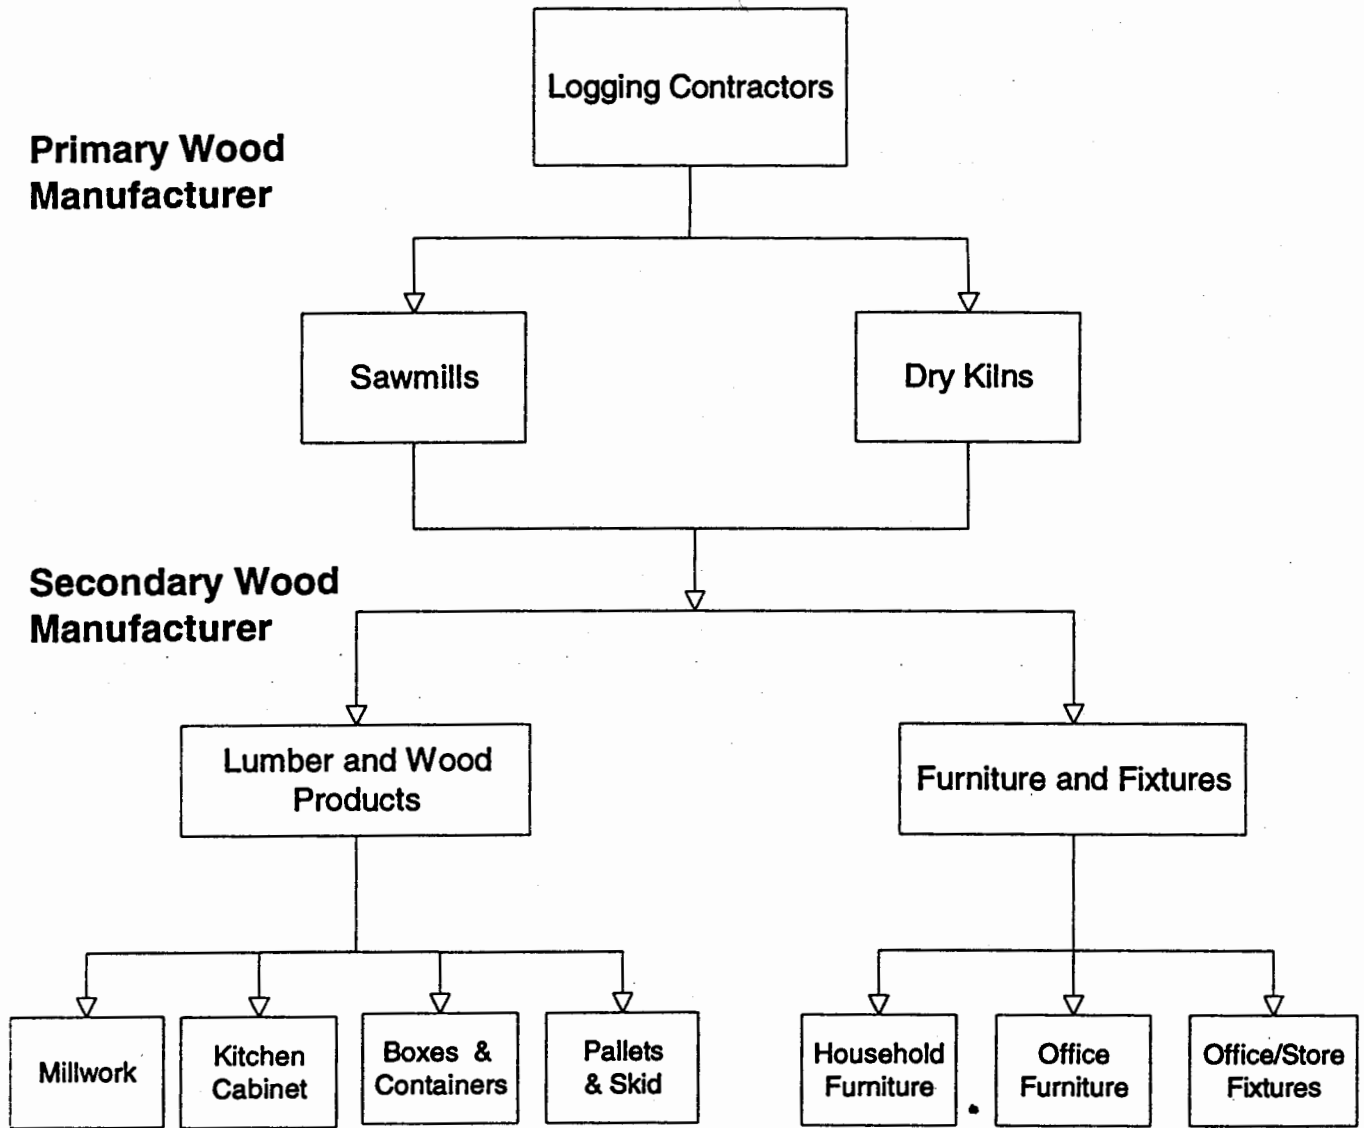 Logging Contractors
Primary Wood
Manufacturer
Sawmills
Dry Kilns
Secondary Wood
Manufacturer
Lumber and Wood
Products
Furniture and Fixtures
Millwork
Kitchen
Cabinet
Boxes &
Containers
Pallets
& Skid
Household
Furniture
Office
Furniture
Office/Store
Fixtures